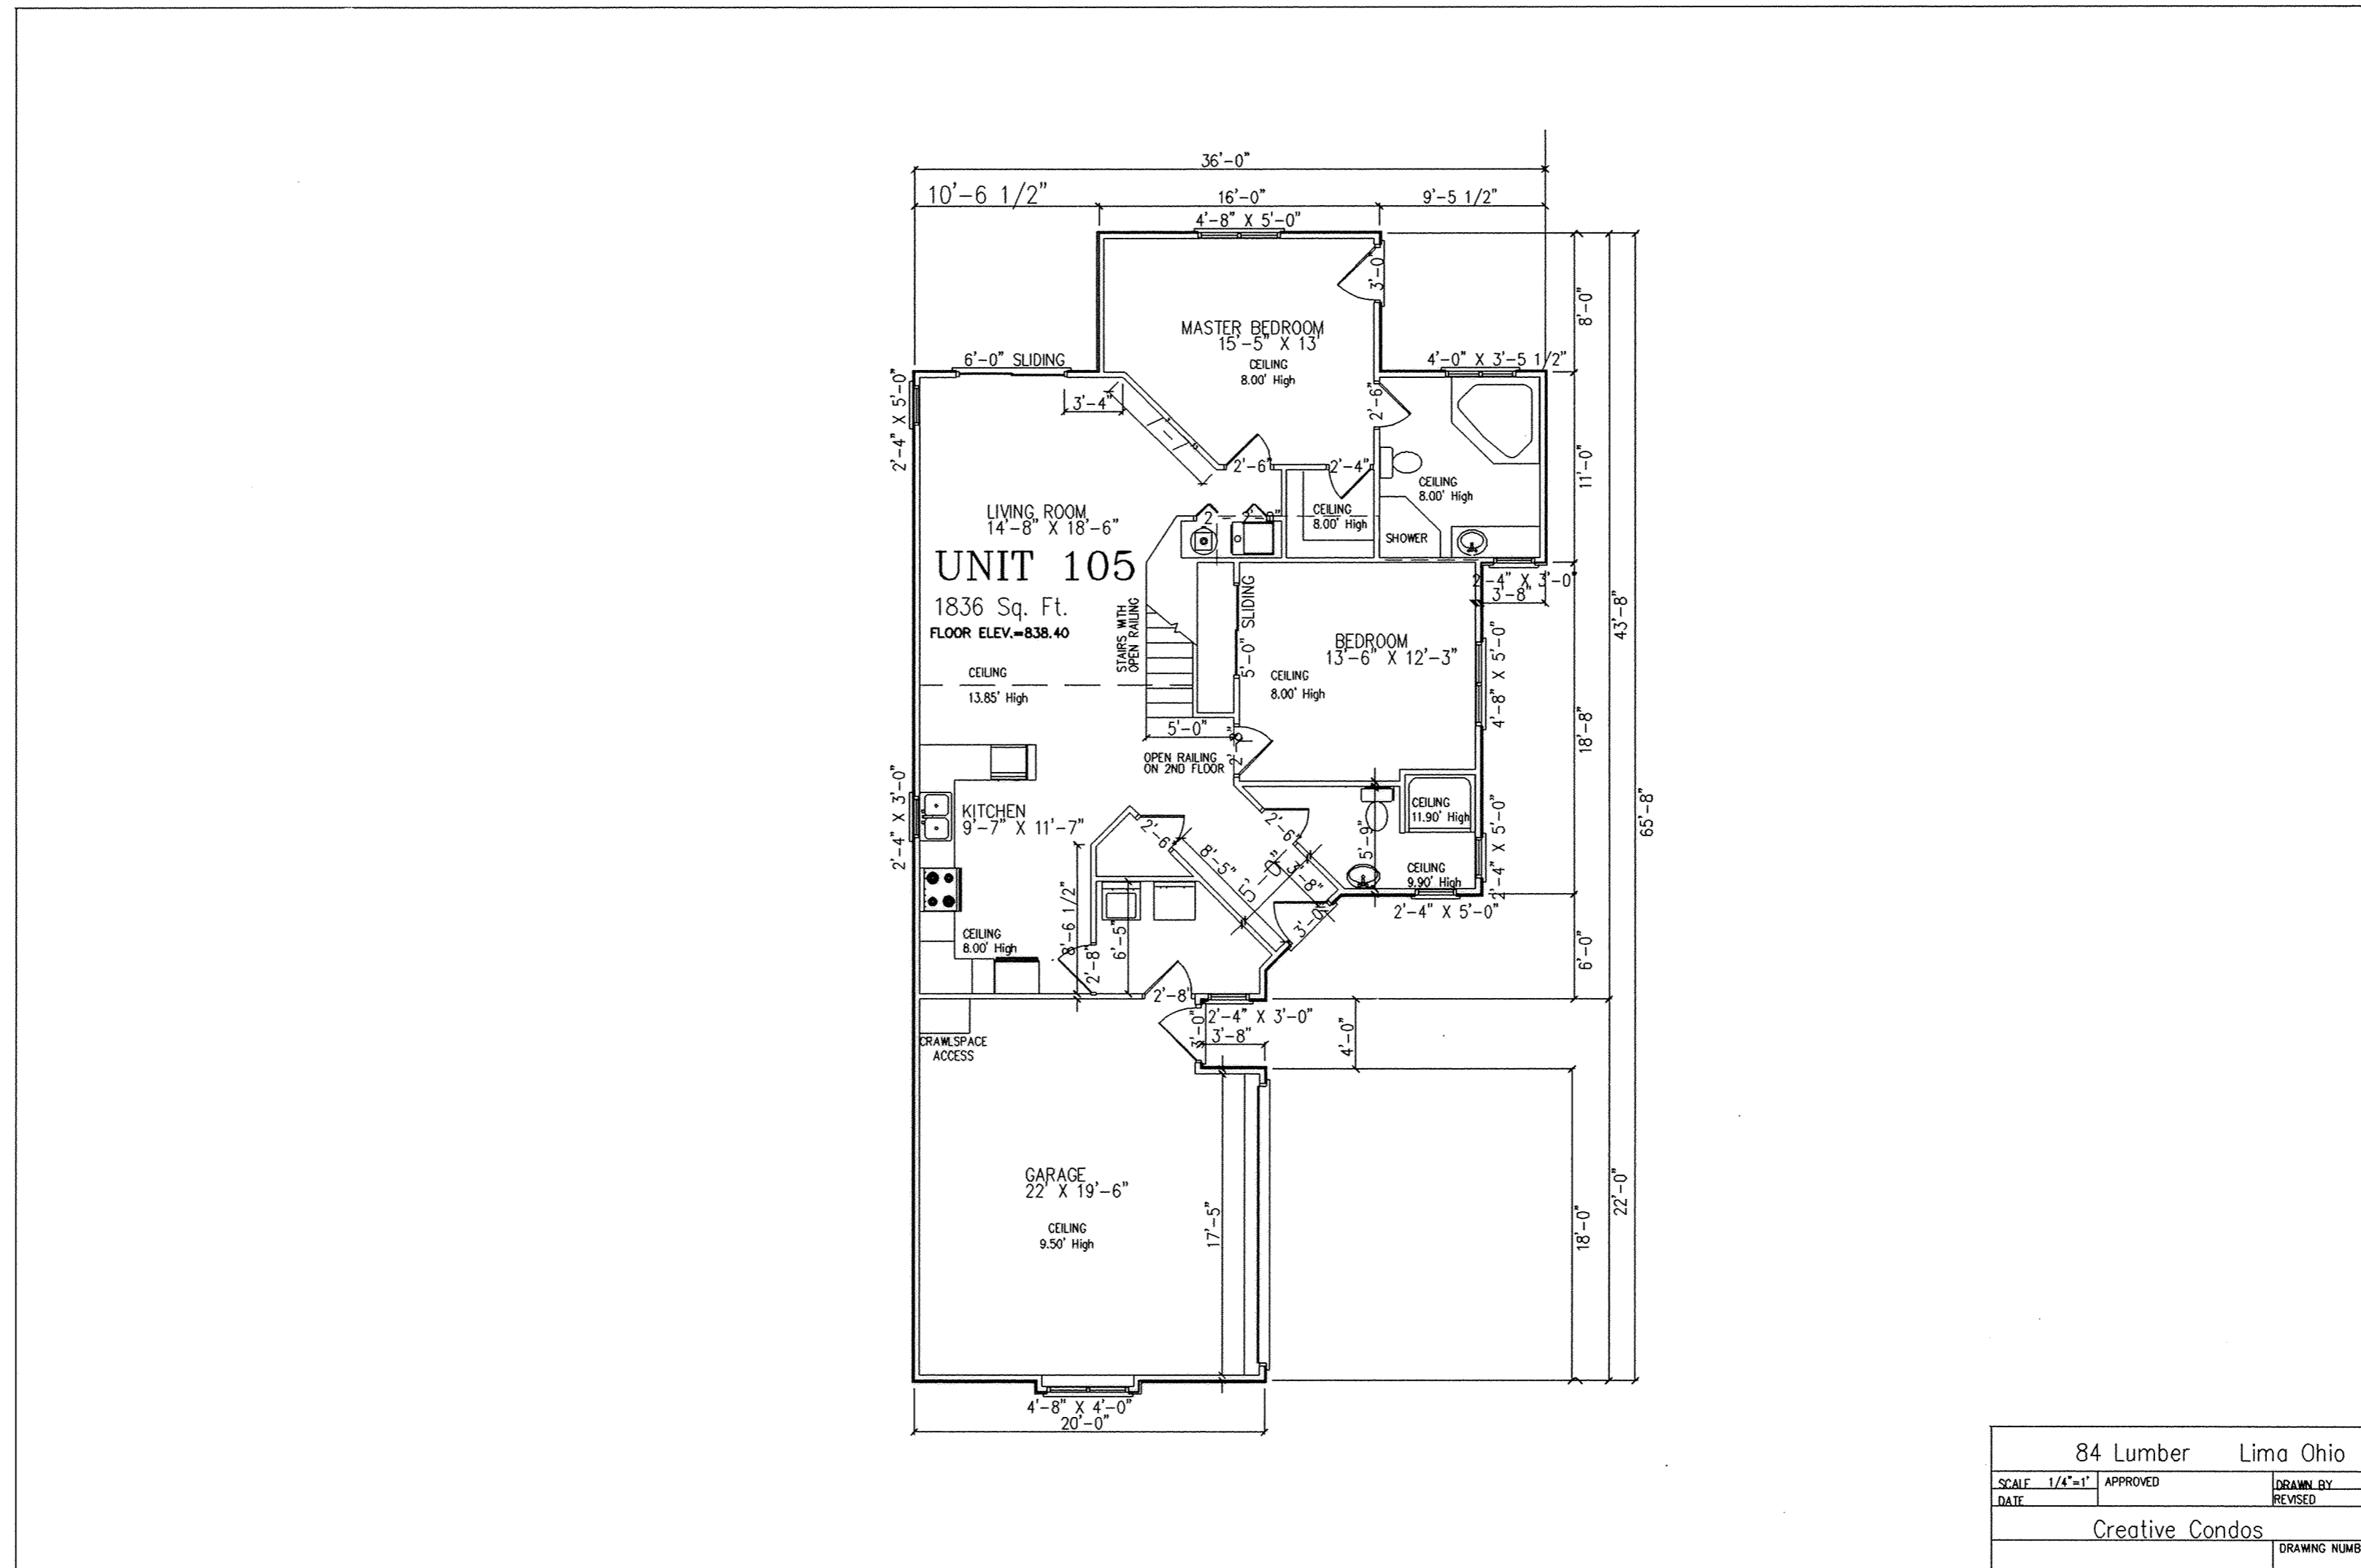 36'-0"
10'-6 1/2"
16'-0"
9'-5 1/2"
4'-8" X 5'-0"
3'-0"
8'-0"
MASTER BEDROOM
15'-5" X 13'
CEILING
8.00' High
6'-0" SLIDING
4'-0" X 3'-5 1/2"
2'-4" X 5'-0"
3'-4"
2'-6"
11'-0"
2'-6"
2'-4"
CEILING
8.00' High
CEILING
8.00' High
SHOWER
LIVING ROOM
14'-8" X 18'-6"
UNIT 105
1836 Sq. Ft.
FLOOR ELEV.=838.40
2'-4" X 3'-0"
3'-8"
STAIRS WITH
OPEN RAILING
5'-0" SLIDING
BEDROOM
13'-6" X 12'-3"
CEILING
8.00' High
4'-8" X 5'-0"
43'-8"
CEILING
13.85' High
18'-8"
5'-0"
OPEN RAILING
ON 2ND FLOOR
2'-4" X 3'-0"
KITCHEN
9'-7" X 11'-7"
2'-6"
2'-6"
8'-5"
5'-0"
3'-8"
5'-9"
CEILING
11.90' High
2'-4" X 5'-0"
65'-8"
CEILING
9.90' High
3'-0"
2'-4" X 5'-0"
8'-6 1/2"
6'-5"
2'-8"
CEILING
8.00' High
6'-0"
2'-8"
2'-4" X 3'-0"
3'-0"
3'-8"
4'-0"
CRAWLSPACE
ACCESS
GARAGE
22' X 19'-6"
CEILING
9.50' High
17'-5"
18'-0"
22'-0"
4'-8" X 4'-0"
20'-0"
84 Lumber Lima Ohio
SCALE 1/4"=1' APPROVED DRAWN BY
DATE REVISED
Creative Condos
DRAWING NUMB